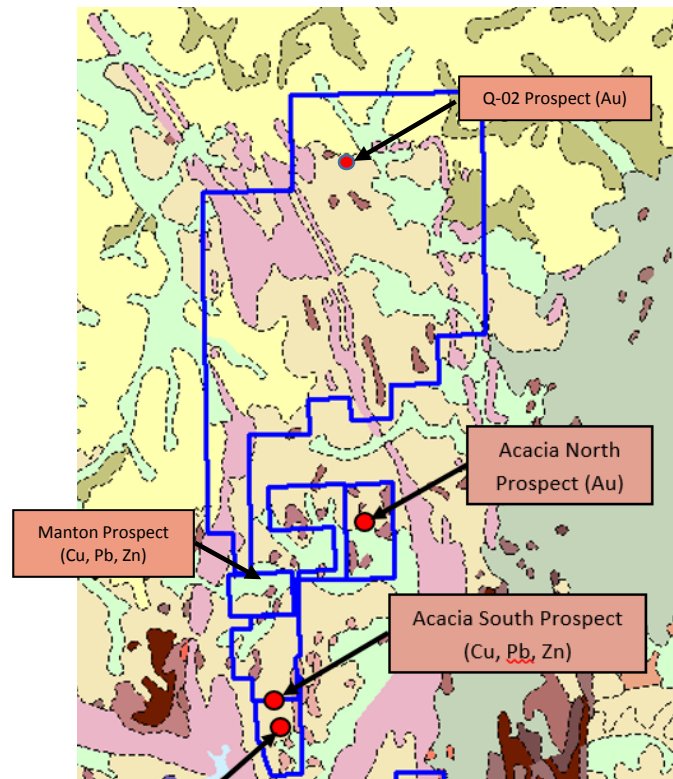 Q-02 Prospect (Au)
Acacia North
Prospect (Au)
Manton Prospect
(Cu, Pb, Zn)
Acacia South Prospect
(Cu, Pb, Zn)